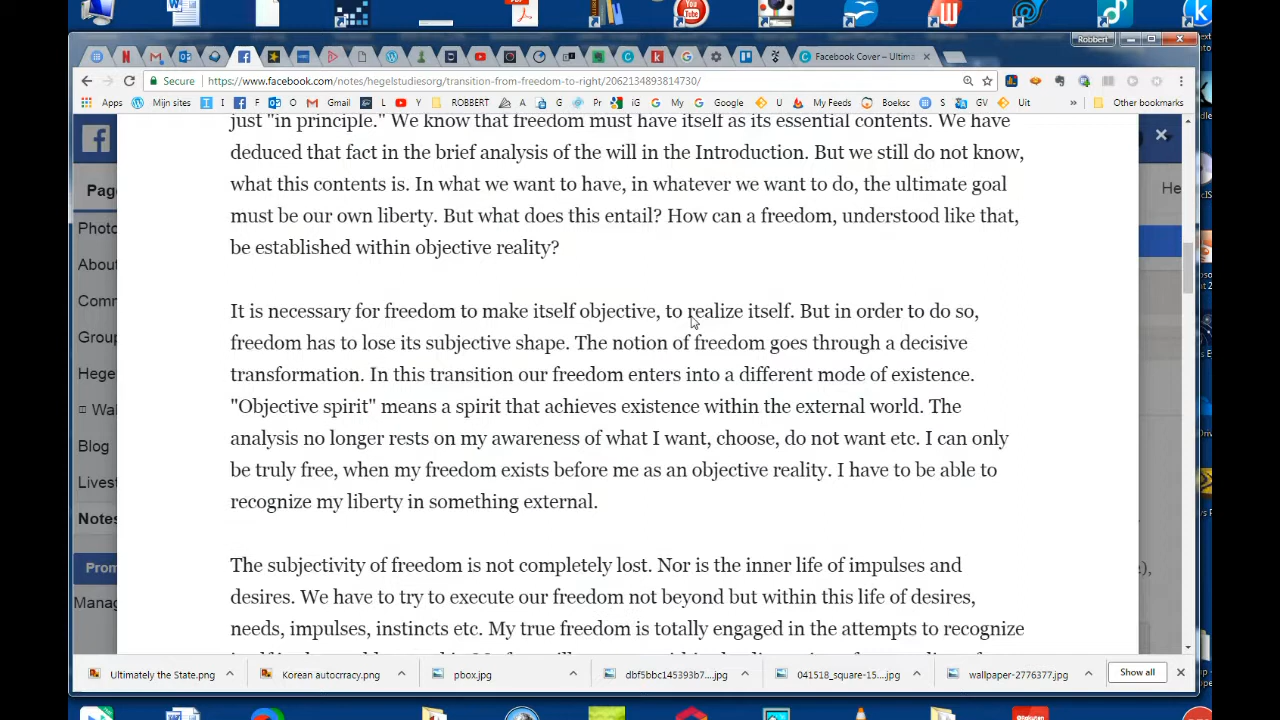 Robbert
Facebook Cover – Ultima
Secure
https://www.facebook.com/notes/hegelstudiesorg/transition-from-freedom-to-right/2062134893814730/
Apps Mijn sites I F O Gmail L Y ROBBERT A G Pr iG My Google U My Feeds Boeksc S GV Uit » Other bookmarks
just "in principle." We know that freedom must have itself as its essential contents. We have
deduced that fact in the brief analysis of the will in the Introduction. But we still do not know,
what this contents is. In what we want to have, in whatever we want to do, the ultimate goal
must be our own liberty. But what does this entail? How can a freedom, understood like that,
be established within objective reality?
It is necessary for freedom to make itself objective, to realize itself. But in order to do so,
freedom has to lose its subjective shape. The notion of freedom goes through a decisive
transformation. In this transition our freedom enters into a different mode of existence.
"Objective spirit" means a spirit that achieves existence within the external world. The
analysis no longer rests on my awareness of what I want, choose, do not want etc. I can only
be truly free, when my freedom exists before me as an objective reality. I have to be able to
recognize my liberty in something external.
The subjectivity of freedom is not completely lost. Nor is the inner life of impulses and
desires. We have to try to execute our freedom not beyond but within this life of desires,
needs, impulses, instincts etc. My true freedom is totally engaged in the attempts to recognize
Pag
Photo
About
Comm
Group
Hege
Wal
Blog
Livest
Notes
Prom
Manag
He
Ultimately the State.png
Korean autocrracy.png
pbox.png
dbf5bbc145393b7....jpg
041518_square-15....jpg
wallpaper-2776377.jpg
Show all